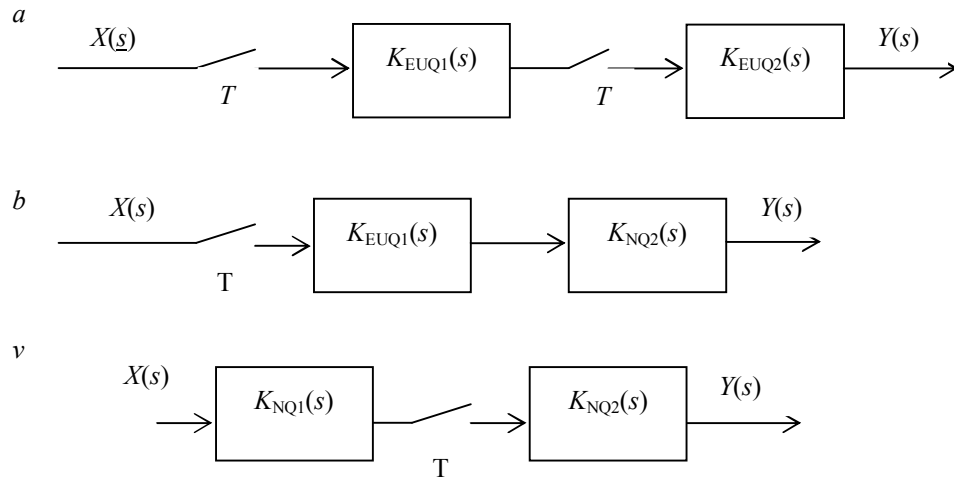 a
X(s) K_EUQ1(s) K_EUQ2(s) Y(s)
T T
b
X(s) K_EUQ1(s) K_NQ2(s) Y(s)
T
v
X(s) K_NQ1(s) K_NQ2(s) Y(s)
T